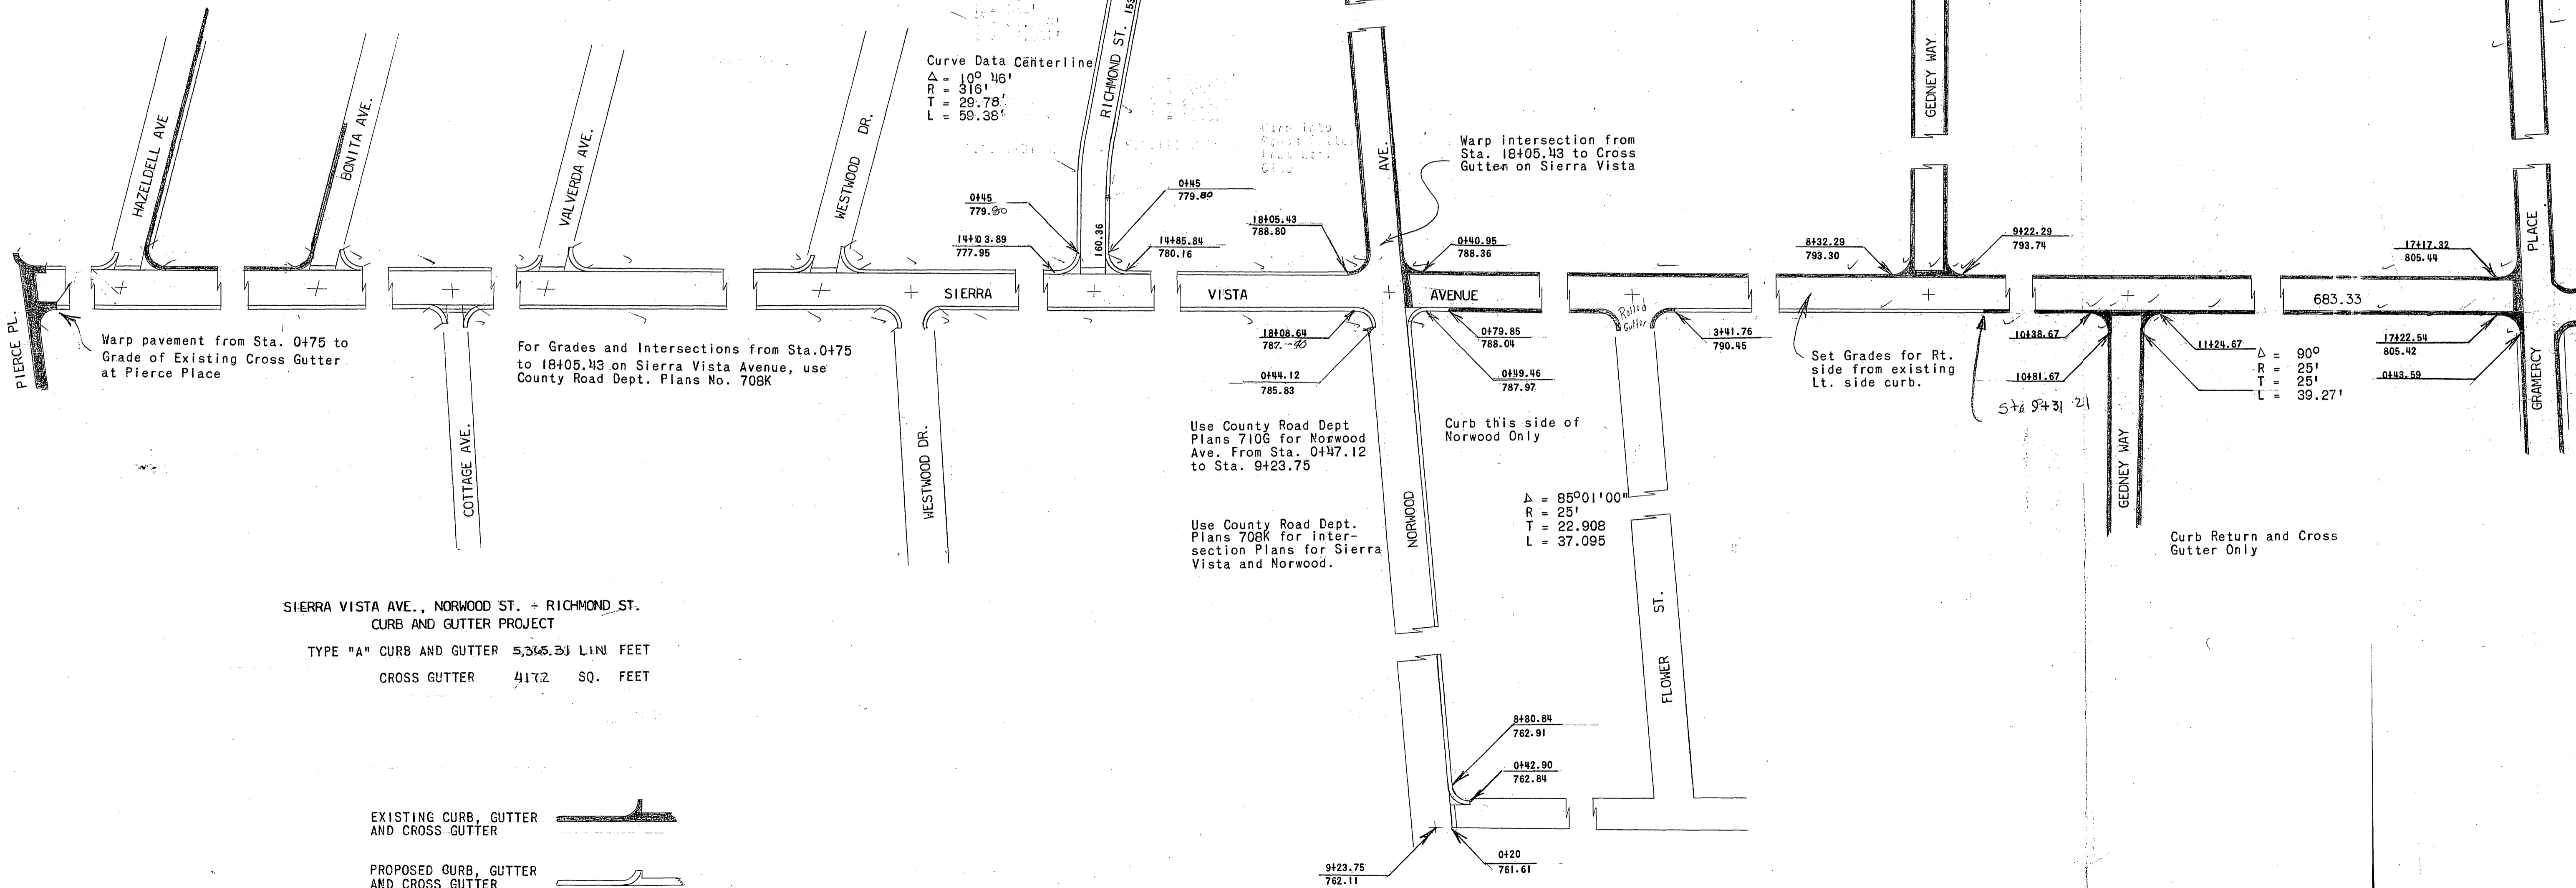 Curve Data Centerline
Δ = 10° 46'
R = 316'
T = 29.78'
L = 59.38'
RICHMOND ST.
HAZELDELL AVE
BONITA AVE.
VALVERDA AVE.
WESTWOOD DR.
AVE.
GEDNEY WAY
PLACE
Warp intersection from
Sta. 18+05.43 to Cross
Gutter on Sierra Vista
0+45
779.80
0+45
779.80
160.36
14+03.89
777.95
14+85.84
780.16
18+05.43
788.80
0+40.95
788.36
8+32.29
793.30
9+22.29
793.74
17+17.32
805.44
SIERRA
VISTA
AVENUE
683.33
PIERCE PL.
Warp pavement from Sta. 0+75 to
Grade of Existing Cross Gutter
at Pierce Place
For Grades and Intersections from Sta.0+75
to 18+05.43 on Sierra Vista Avenue, use
County Road Dept. Plans No. 708K
18+08.64
787.40
0+44.12
785.83
0+79.85
788.04
0+49.46
787.97
Rolled
Gutter
3+41.76
790.45
Set Grades for Rt.
side from existing
Lt. side curb.
Sta 9+31.21
10+38.67
10+81.67
11+24.67
Δ = 90°
R = 25'
T = 25'
L = 39.27'
17+22.54
805.42
0+43.59
GRAMERCY
COTTAGE AVE.
WESTWOOD DR.
Use County Road Dept
Plans 710G for Norwood
Ave. From Sta. 0+47.12
to Sta. 9+23.75
Curb this side of
Norwood Only
GEDNEY WAY
NORWOOD
Δ = 85°01'00"
R = 25'
T = 22.908
L = 37.095
Use County Road Dept.
Plans 708K for inter-
section Plans for Sierra
Vista and Norwood.
Curb Return and Cross
Gutter Only
FLOWER ST.
SIERRA VISTA AVE., NORWOOD ST. ÷ RICHMOND ST.
CURB AND GUTTER PROJECT
TYPE "A" CURB AND GUTTER LIN FEET
CROSS GUTTER 4172 SQ. FEET
8+80.84
762.91
0+42.90
762.84
0+20
761.61
9+23.75
762.11
EXISTING CURB, GUTTER
AND CROSS GUTTER
PROPOSED CURB, GUTTER
AND CROSS GUTTER